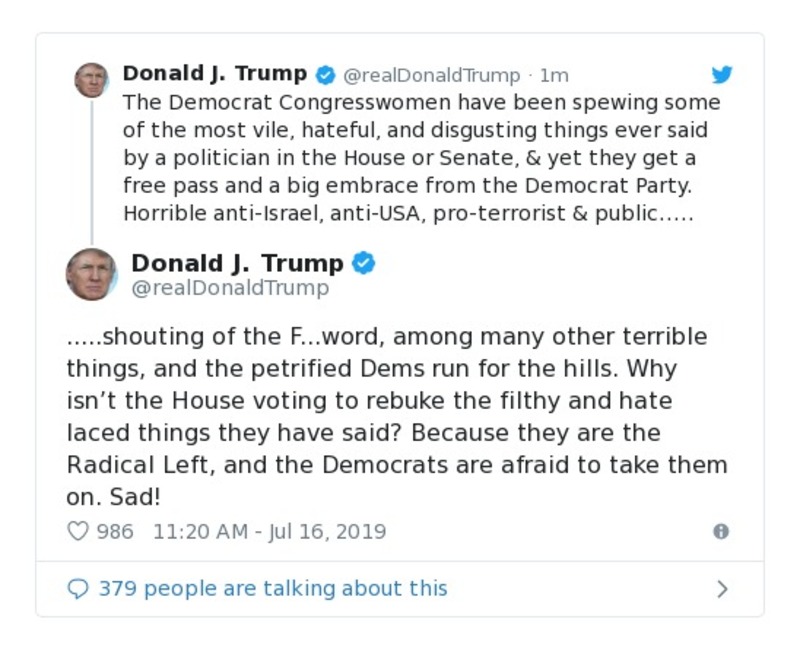 Donald J. Trump @realDonaldTrump · 1m
The Democrat Congresswomen have been spewing some
of the most vile, hateful, and disgusting things ever said
by a politician in the House or Senate, & yet they get a
free pass and a big embrace from the Democrat Party.
Horrible anti-Israel, anti-USA, pro-terrorist & public.....
Donald J. Trump
@realDonaldTrump
.....shouting of the F...word, among many other terrible
things, and the petrified Dems run for the hills. Why
isn’t the House voting to rebuke the filthy and hate
laced things they have said? Because they are the
Radical Left, and the Democrats are afraid to take them
on. Sad!
986 11:20 AM - Jul 16, 2019
379 people are talking about this